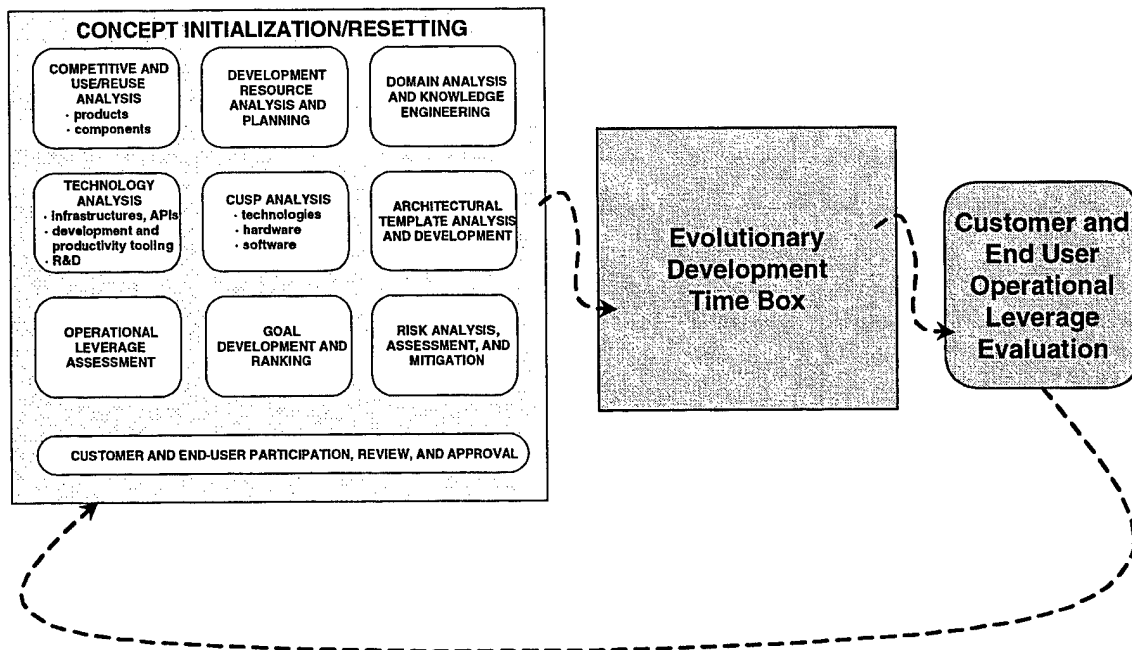 CONCEPT INITIALIZATION/RESETTING
COMPETITIVE AND
USE/REUSE
ANALYSIS
· products
· components
DEVELOPMENT
RESOURCE
ANALYSIS AND
PLANNING
DOMAIN ANALYSIS
AND KNOWLEDGE
ENGINEERING
TECHNOLOGY
ANALYSIS
· infrastructures, APIs
· development and
productivity tooling
· R&D
CUSP ANALYSIS
· technologies
· hardware
· software
ARCHITECTURAL
TEMPLATE ANALYSIS
AND DEVELOPMENT
OPERATIONAL
LEVERAGE
ASSESSMENT
GOAL
DEVELOPMENT AND
RANKING
RISK ANALYSIS,
ASSESSMENT, AND
MITIGATION
CUSTOMER AND END-USER PARTICIPATION, REVIEW, AND APPROVAL
Evolutionary
Development
Time Box
Customer and
End User
Operational
Leverage
Evaluation